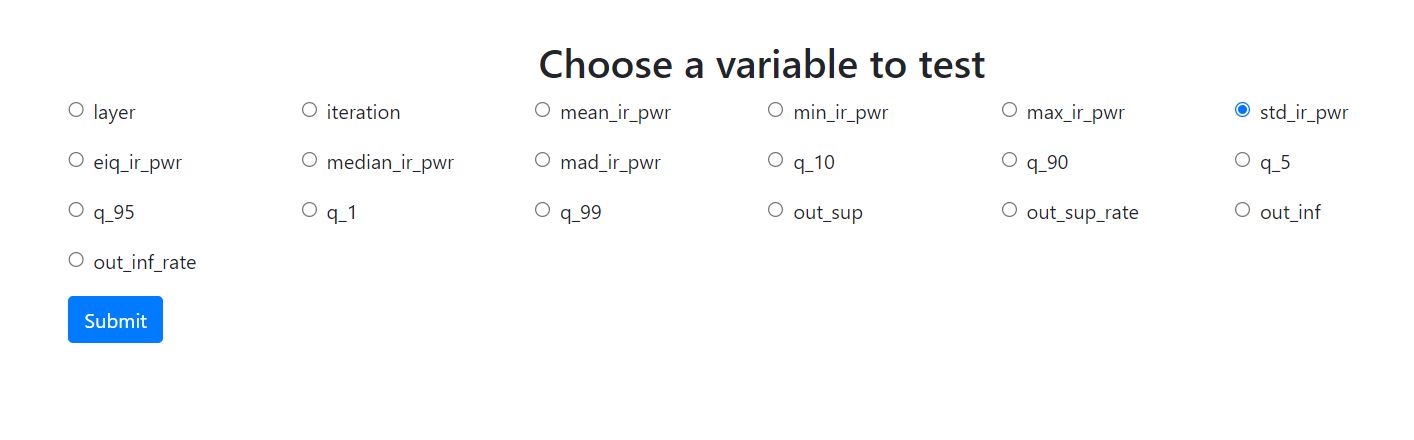 Choose a variable to test
layer iteration mean_ir_pwr min_ir_pwr max_ir_pwr std_ir_pwr
eiq_ir_pwr median_ir_pwr mad_ir_pwr q_10 q_90 q_5
q_95 q_1 q_99 out_sup out_sup_rate out_inf
out_inf_rate
Submit